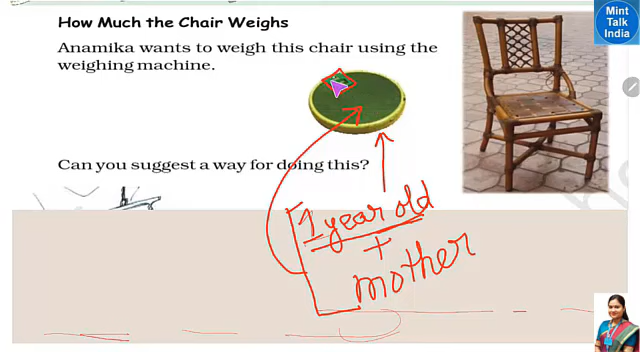 How Much the Chair Weighs
Anamika wants to weigh this chair using the
weighing machine.
Can you suggest a way for doing this?
1 year old
+
mother
Mint
Talk
India